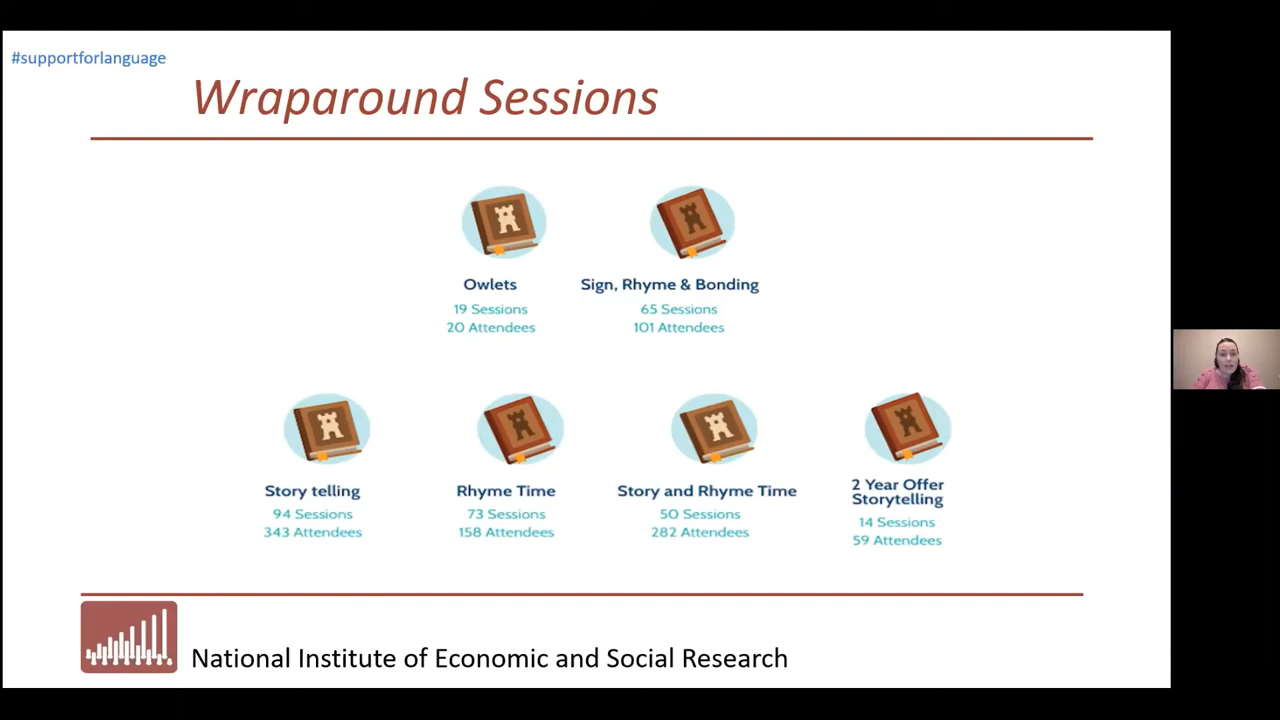 #supportforlanguage
Wraparound Sessions
Owlets
19 Sessions
20 Attendees
Sign, Rhyme & Bonding
65 Sessions
101 Attendees
Story telling
94 Sessions
343 Attendees
Rhyme Time
73 Sessions
158 Attendees
Story and Rhyme Time
50 Sessions
282 Attendees
2 Year Offer
Storytelling
14 Sessions
59 Attendees
National Institute of Economic and Social Research